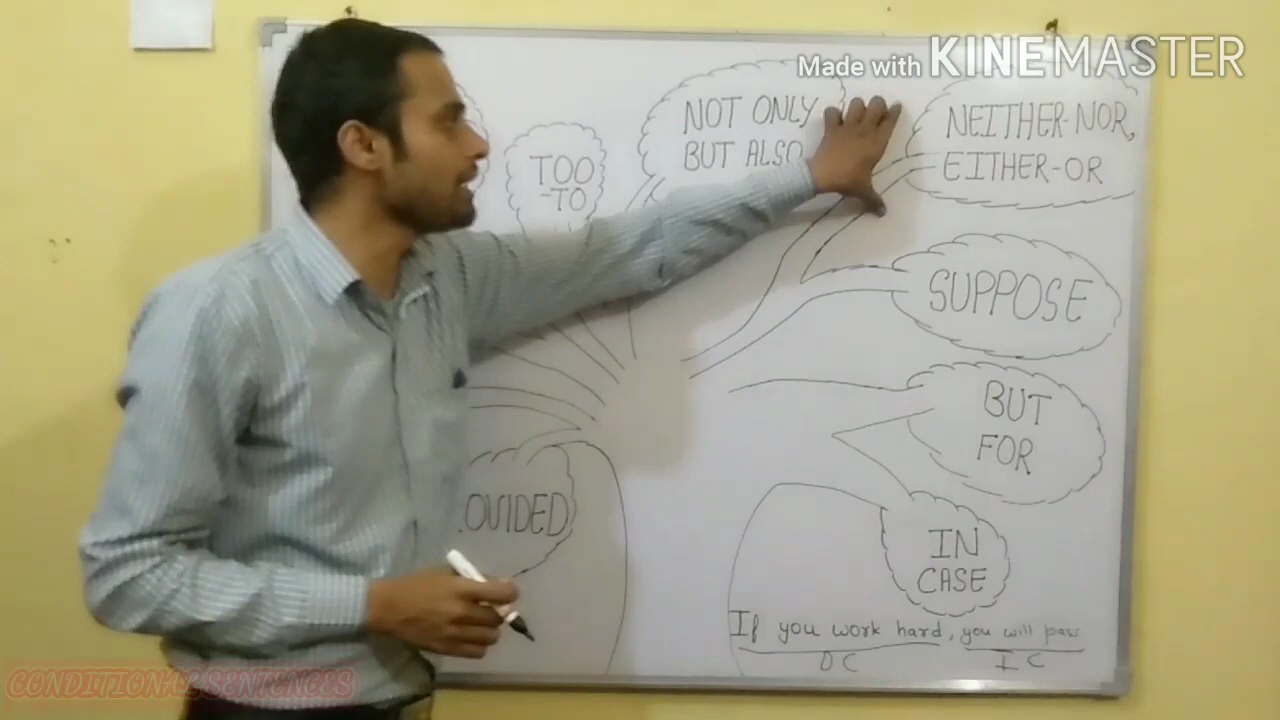 Made with KINEMASTER
NOT ONLY
BUT ALSO
NEITHER-NOR,
EITHER-OR
TOO
-TO
SUPPOSE
BUT
FOR
OVIDED
IN
CASE
If you work hard, you will pass
DC IC
CONDITIONAL SENTENCES